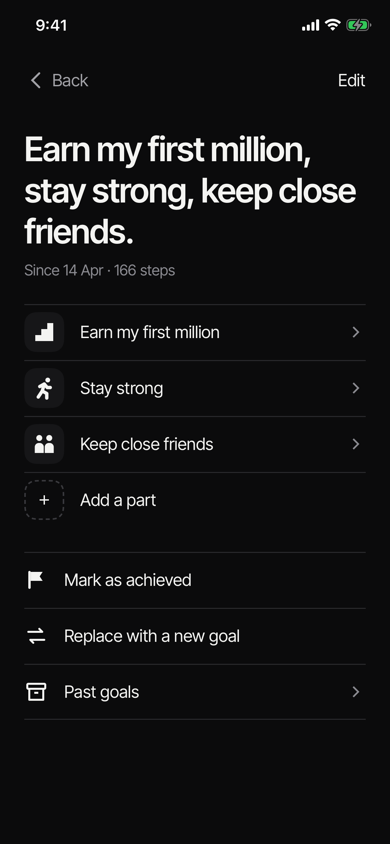 9:41
Back
Edit
Earn my first million,
stay strong, keep close
friends.
Since 14 Apr · 166 steps
Earn my first million
Stay strong
Keep close friends
Add a part
Mark as achieved
Replace with a new goal
Past goals